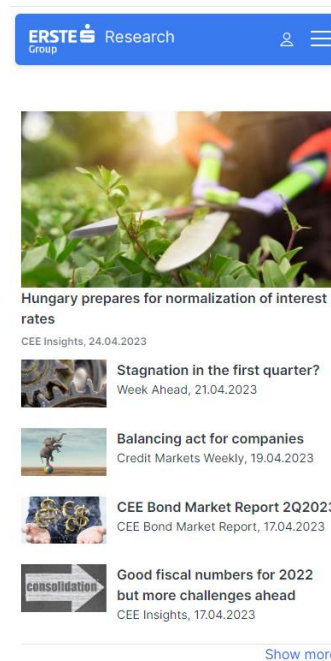 ERSTE Group Research
Hungary prepares for normalization of interest
rates
CEE Insights, 24.04.2023
Stagnation in the first quarter?
Week Ahead, 21.04.2023
Balancing act for companies
Credit Markets Weekly, 19.04.2023
CEE Bond Market Report 2Q2023
CEE Bond Market Report, 17.04.2023
consolidation
Good fiscal numbers for 2022
but more challenges ahead
CEE Insights, 17.04.2023
Show more